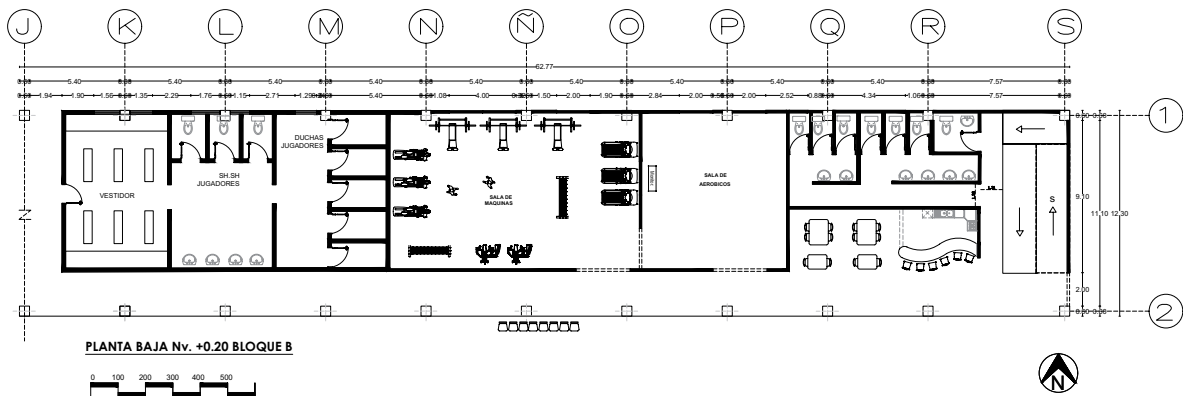 J K L M N Ñ O P Q R S
62.77
5.40 5.40 5.40 5.40 5.40 5.40 5.40 5.40 7.57
1.94 1.90 1.55 1.35 2.29 1.76 1.15 2.71 5.40 1.08 4.00 1.50 2.00 1.90 2.84 2.00 2.00 2.52 4.34 7.57
1
DUCHAS
JUGADORES
SH.SH
JUGADORES
VESTIDOR
SALA DE
MAQUINAS
SALA DE
AEROBICOS
S
9.10
11.10 12.30
2.00
2
PLANTA BAJA Nv. +0.20 BLOQUE B
0 100 200 300 400 500
N